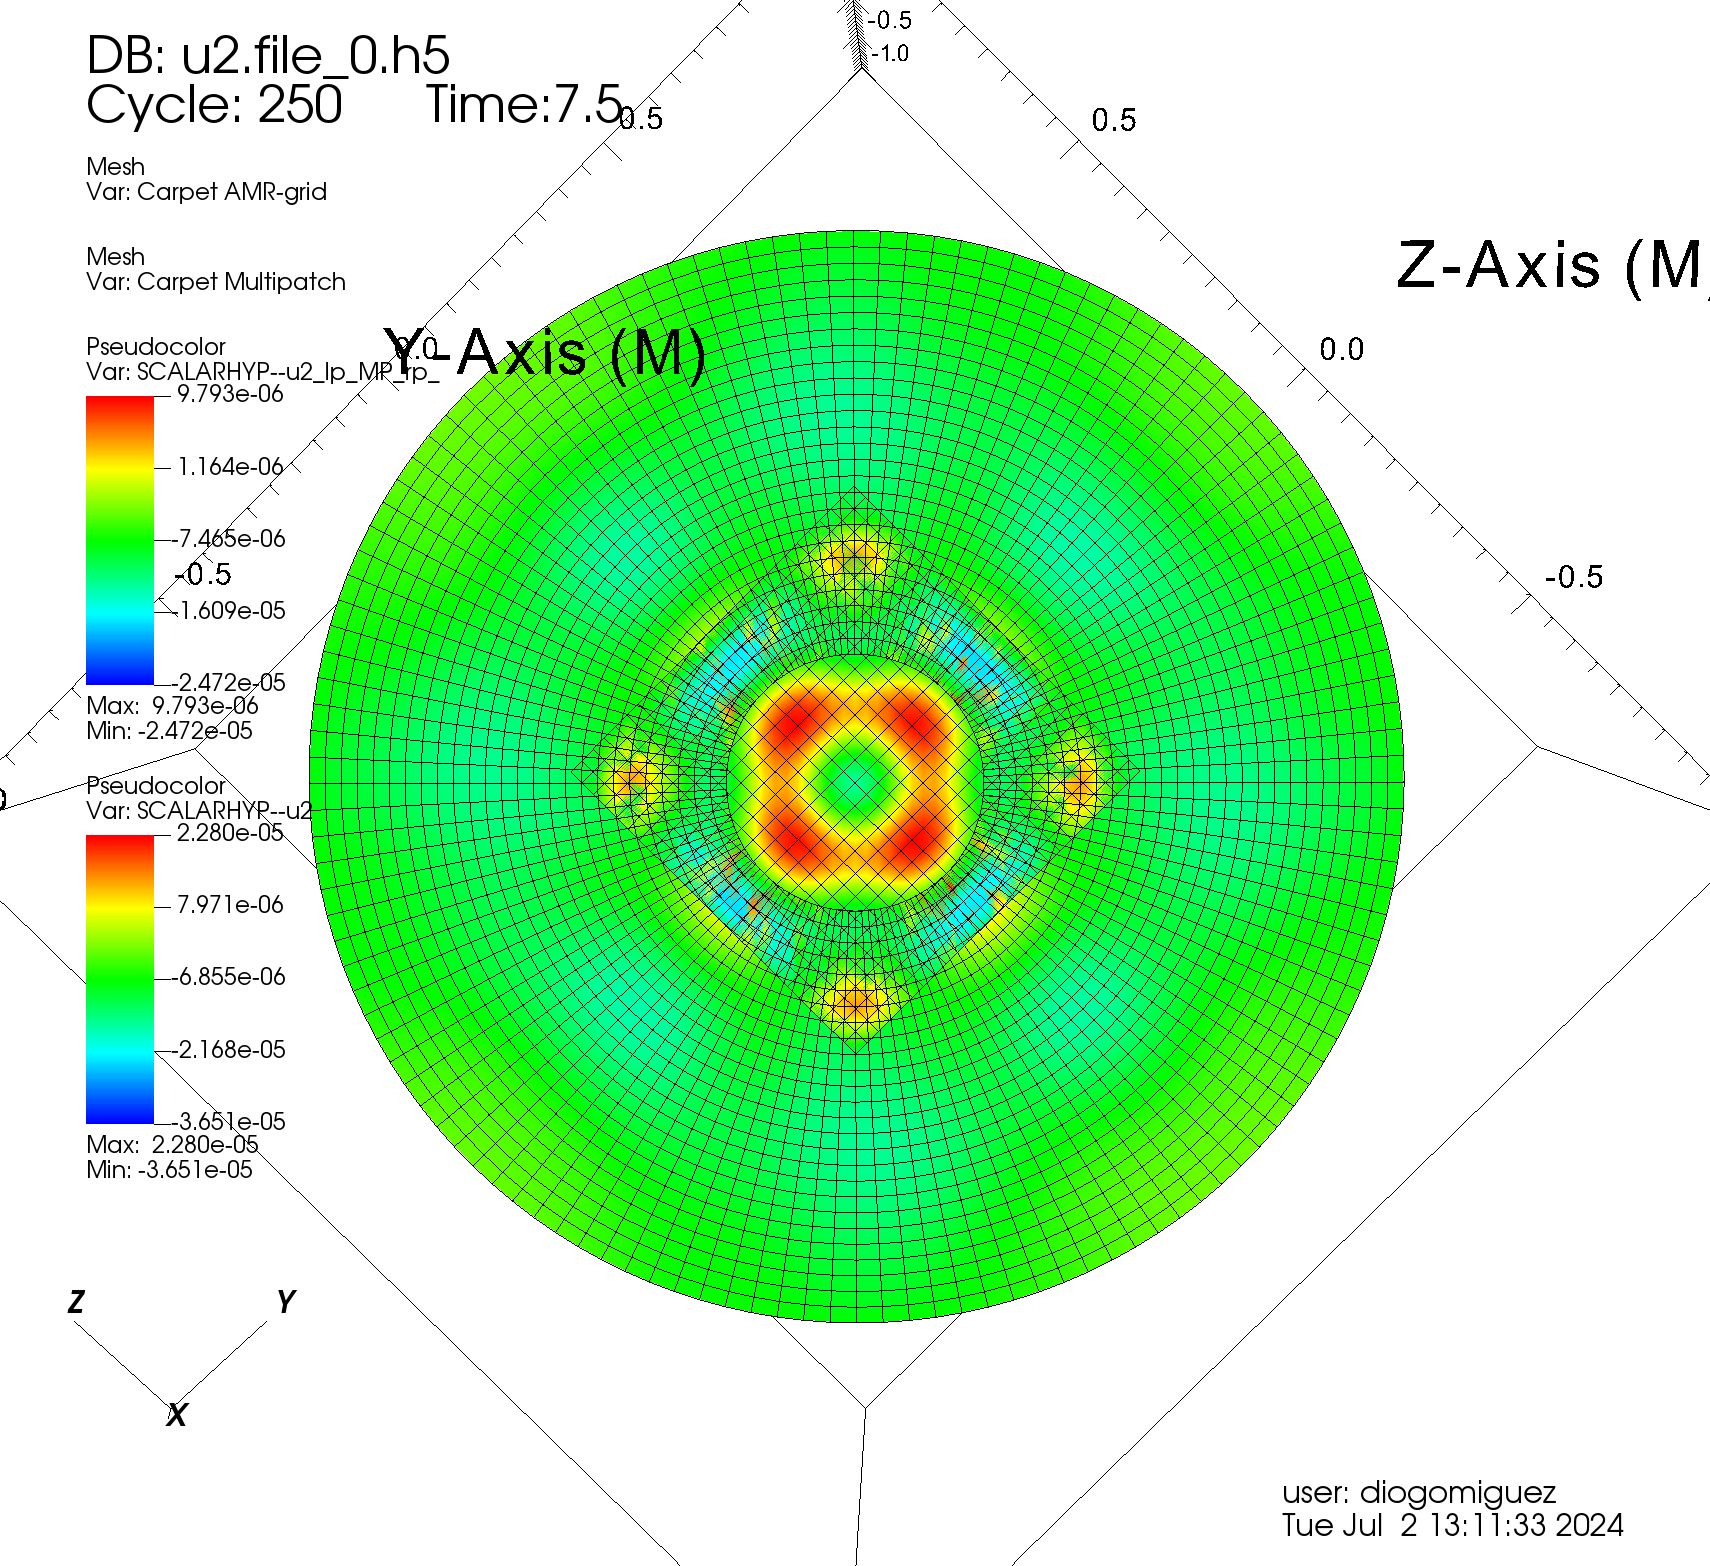 DB: u2.file_0.h5
Cycle: 250 Time:7.5
Mesh
Var: Carpet AMR-grid
Mesh
Var: Carpet Multipatch
Pseudocolor
Var: SCALARHYP--u2_lp_MP_rp_
9.793e-06
1.164e-06
-7.465e-06
-1.609e-05
-2.472e-05
Max: 9.793e-06
Min: -2.472e-05
Pseudocolor
Var: SCALARHYP--u2
2.280e-05
7.971e-06
-6.855e-06
-2.168e-05
-3.651e-05
Max: 2.280e-05
Min: -3.651e-05
-0.5
-1.0
0.5
0.0
-0.5
Y-Axis (M)
0.5
0.0
-0.5
Z-Axis (M)
Z
Y
X
user: diogomiguez
Tue Jul 2 13:11:33 2024